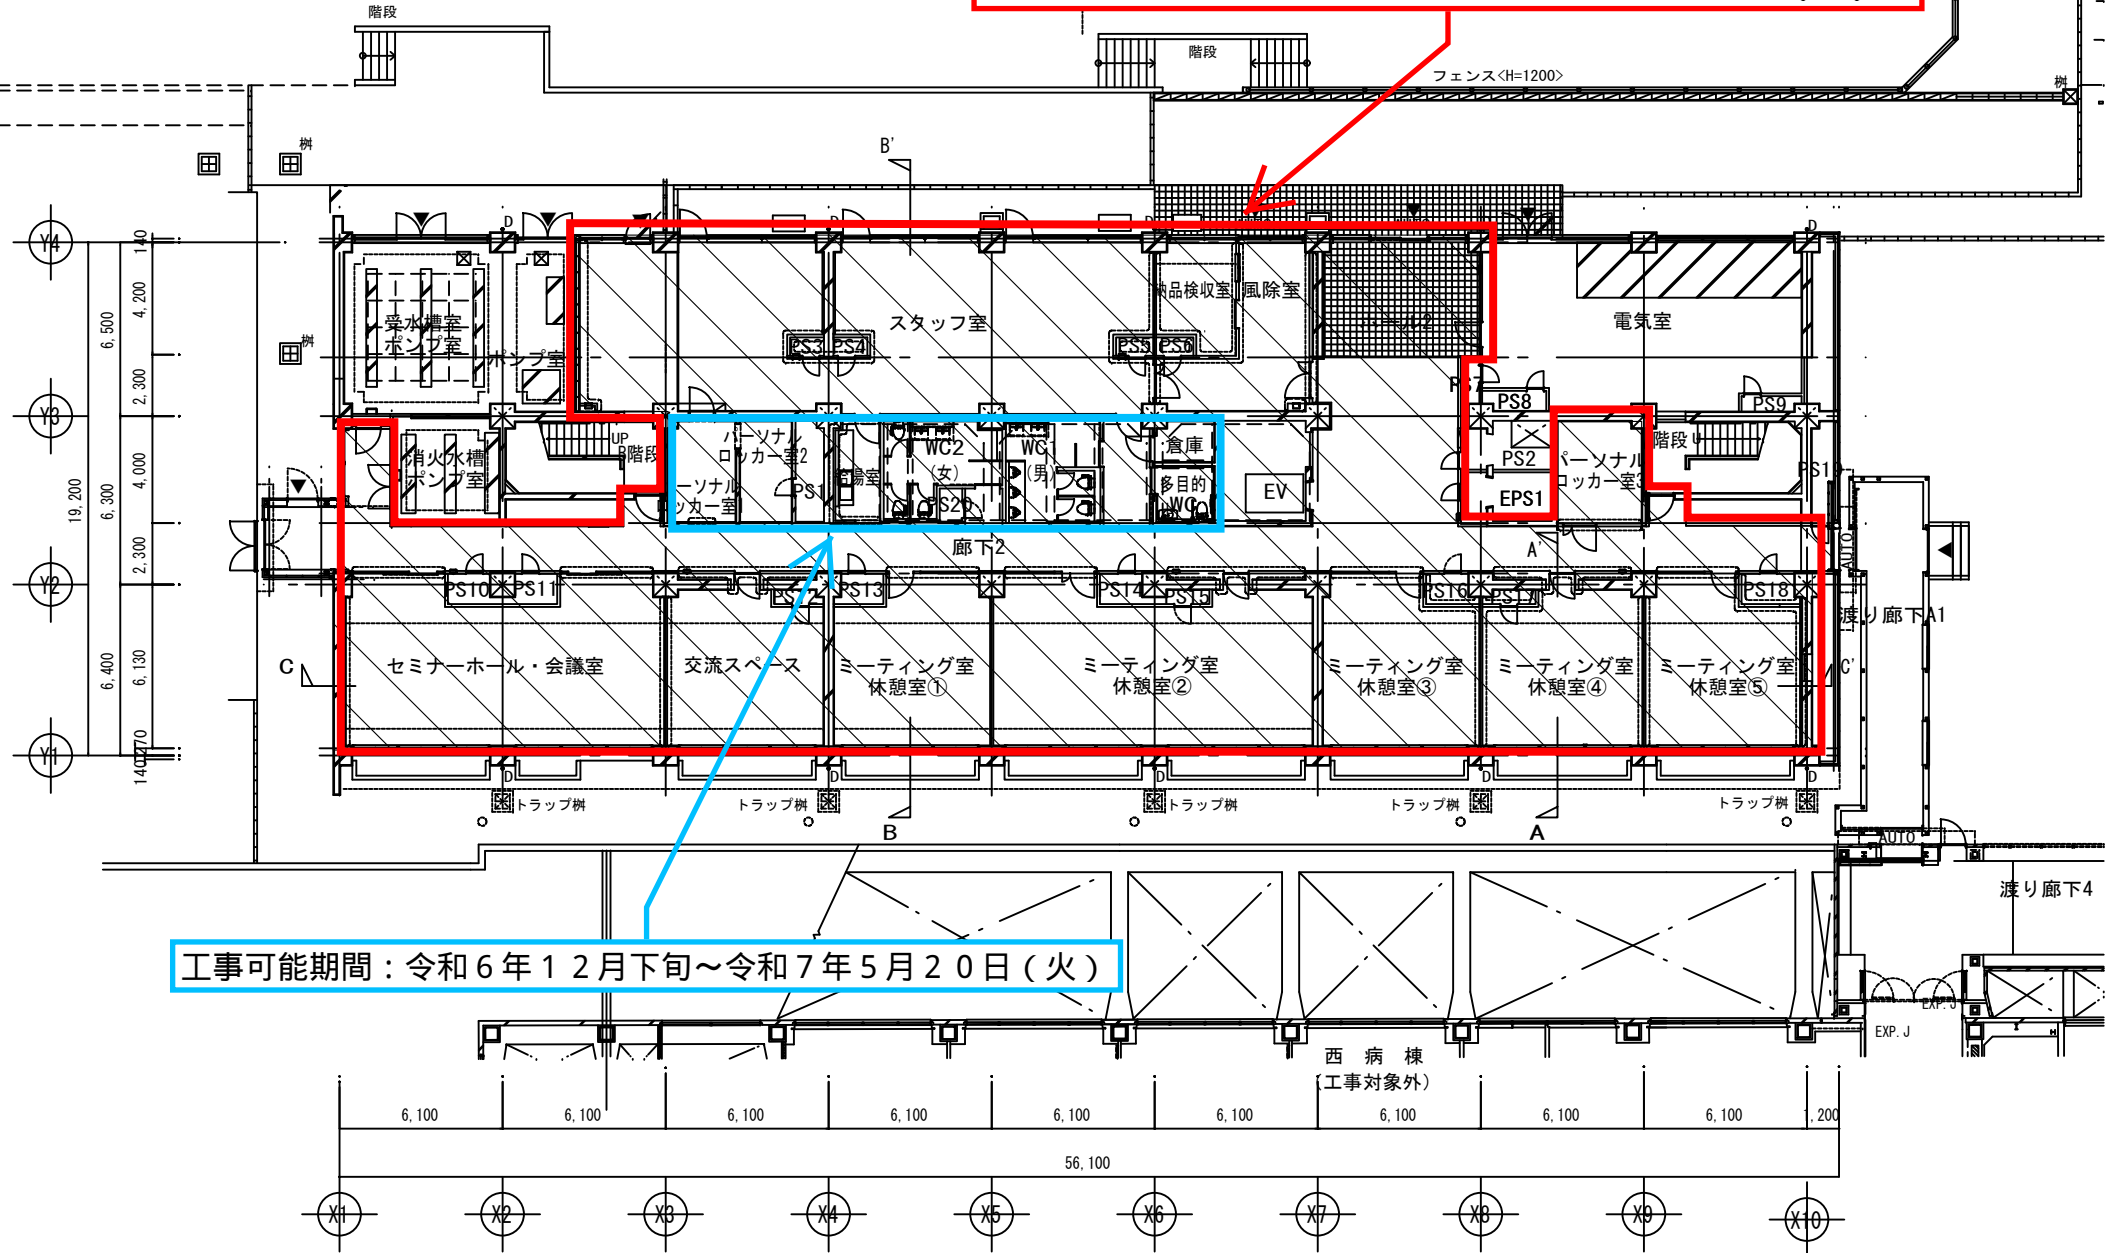 階段
階段
フェンス<H=1200>
桝
桝
B'
D
D
D
D
Y4
140
4,200
6,500
2,300
桝
受水槽室
ポンプ室
ポンプ室
スタッフ室
PS3
PS4
PS5
PS6
納品検収室
風除室
ホール2
電気室
PS7
PS8
PS9
Y3
19,200
6,300
4,000
2,300
消火水槽
ポンプ室
UP
B階段
パーソナル
ロッカー室2
パーソナル
ロッカー室
PS1
給湯室
WC2
(女)
PS20
WC1
(男)
倉庫
多目的
WC
EV
PS2
EPS1
パーソナル
ロッカー室3
階段
廊下2
A'
AUTO
Y2
PS10
PS11
PS13
PS14
PS15
PS16
PS17
PS18
渡り廊下A1
6,400
6,130
C
セミナーホール・会議室
交流スペース
ミーティング室
休憩室①
ミーティング室
休憩室②
ミーティング室
休憩室③
ミーティング室
休憩室④
ミーティング室
休憩室⑤
C'
Y1
270
140
D
D
D
D
D
トラップ桝
トラップ桝
トラップ桝
トラップ桝
トラップ桝
B
A
AUTO
渡り廊下4
工事可能期間:令和6年12月下旬~令和7年5月20日(火)
EXP.J
EXP.J
西 病 棟
(工事対象外)
6,100
6,100
6,100
6,100
6,100
6,100
6,100
6,100
6,100
1,200
56,100
X1
X2
X3
X4
X5
X6
X7
X8
X9
X10